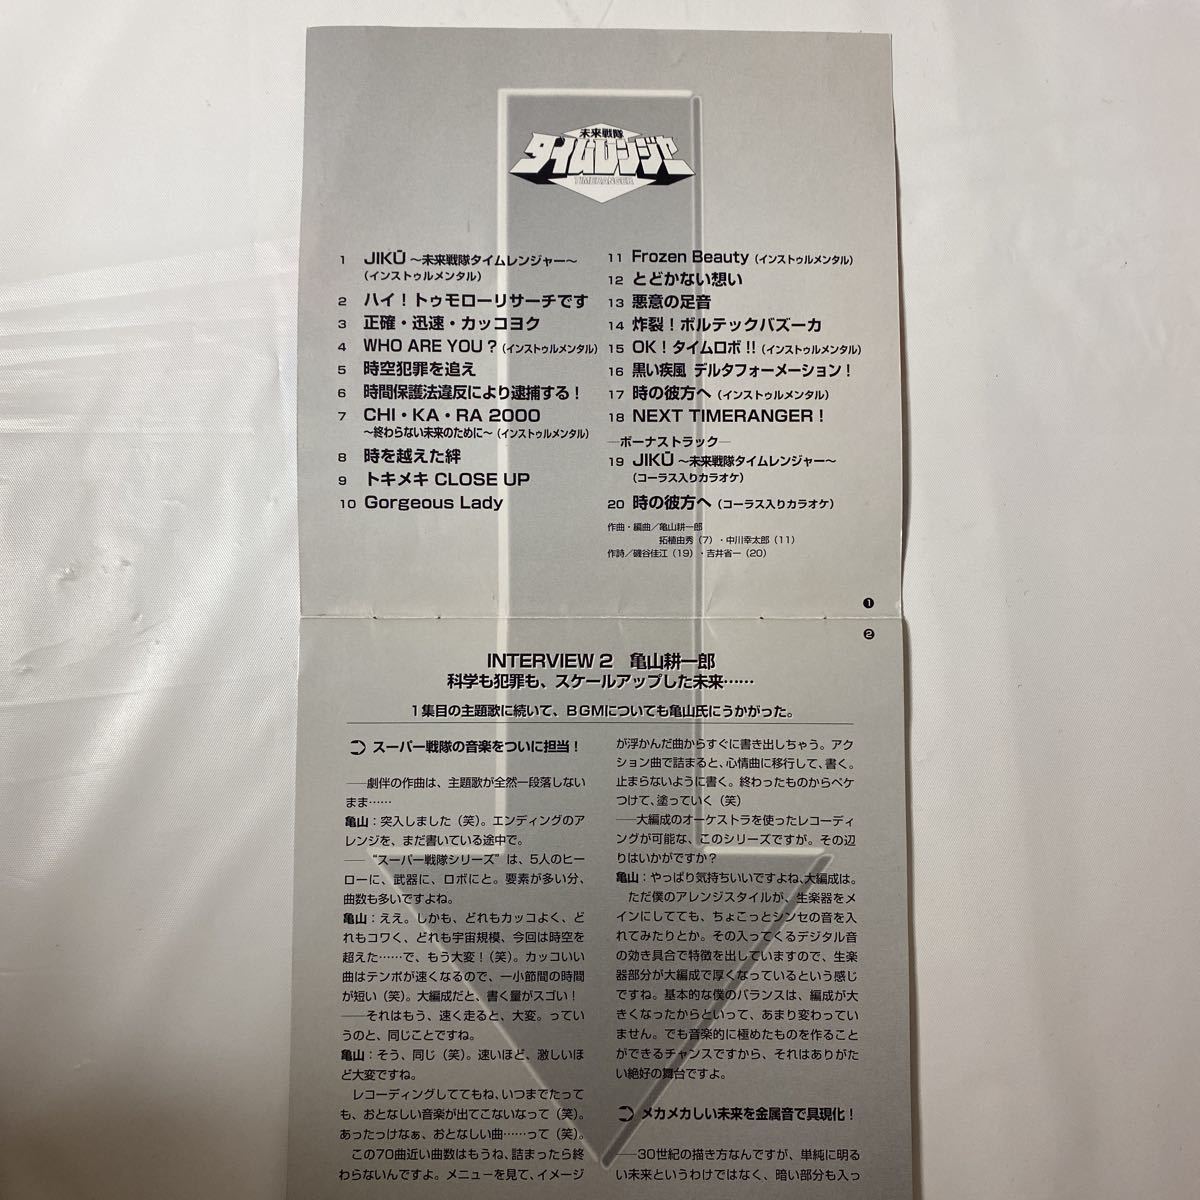 未来戦隊
タイムレンジャー
TIMERANGER
1 JIKŪ ～未来戦隊タイムレンジャー～
（インストゥルメンタル）
2 ハイ！トゥモローリサーチです
3 正確・迅速・カッコヨク
4 WHO ARE YOU？（インストゥルメンタル）
5 時空犯罪を追え
6 時間保護法違反により逮捕する！
7 CHI・KA・RA 2000
～終わらない未来のために～（インストゥルメンタル）
8 時を越えた絆
9 トキメキ CLOSE UP
10 Gorgeous Lady
11 Frozen Beauty（インストゥルメンタル）
12 とどかない想い
13 悪意の足音
14 炸裂！ボルテックバズーカ
15 OK！タイムロボ!!（インストゥルメンタル）
16 黒い疾風 デルタフォーメーション！
17 時の彼方へ（インストゥルメンタル）
18 NEXT TIMERANGER！
―ボーナストラック―
19 JIKŪ ～未来戦隊タイムレンジャー～
（コーラス入りカラオケ）
20 時の彼方へ（コーラス入りカラオケ）
作曲・編曲／亀山耕一郎
拓植由秀（7）・中川幸太郎（11）
作詩／磯谷佳江（19）・吉井省一（20）
❶
❷
INTERVIEW 2　亀山耕一郎
科学も犯罪も、スケールアップした未来……
１集目の主題歌に続いて、ＢＧＭについても亀山氏にうかがった。
スーパー戦隊の音楽をついに担当！
――劇伴の作曲は、主題歌が全然一段落しない
まま……
亀山：突入しました（笑）。エンディングのア
レンジを、まだ書いている途中で。
――“スーパー戦隊シリーズ”は、5人のヒー
ローに、武器に、ロボにと。要素が多い分、
曲数も多いですよね。
亀山：ええ。しかも、どれもカッコよく、ど
れもコワく、どれも宇宙規模、今回は時空を
超えた……で、もう大変！（笑）。カッコいい
曲はテンポが速くなるので、一小節間の時間
が短い（笑）。大編成だと、書く量がスゴい！
――それはもう、速く走ると、大変。ってい
うのと、同じことですね。
亀山：そう、同じ（笑）。速いほど、激しいほ
ど大変ですね。
レコーディングしててもね、いつまでたって
も、おとなしい音楽が出てこないなって（笑）。
あったっけなぁ、おとなしい曲……って（笑）。
この70曲近い曲数はもうね、詰まったら終
わらないんですよ。メニューを見て、イメージ
が浮かんだ曲からすぐに書き出しちゃう。アク
ション曲で詰まると、心情曲に移行して、書く。
止まらないように書く。終わったものからペケ
つけて、塗っていく（笑）
――大編成のオーケストラを使ったレコーディ
ングが可能な、このシリーズですが。その辺
りはいかがですか？
亀山：やっぱり気持ちいいですよね、大編成は。
ただ僕のアレンジスタイルが、生楽器をメ
インにしてても、ちょこっとシンセの音を入
れてみたりとか。その入ってくるデジタル音
の効き具合で特徴を出していますので、生楽
器部分が大編成で厚くなっているという感じ
ですね。基本的な僕のバランスは、編成が大
きくなったからといって、あまり変わってい
ません。でも音楽的に極めたものを作ること
ができるチャンスですから、それはありがた
い絶好の舞台ですよ。
メカメカしい未来を金属音で具現化！
――30世紀の描き方なんですが、単純に明る
い未来というわけではなく、暗い部分も入っ